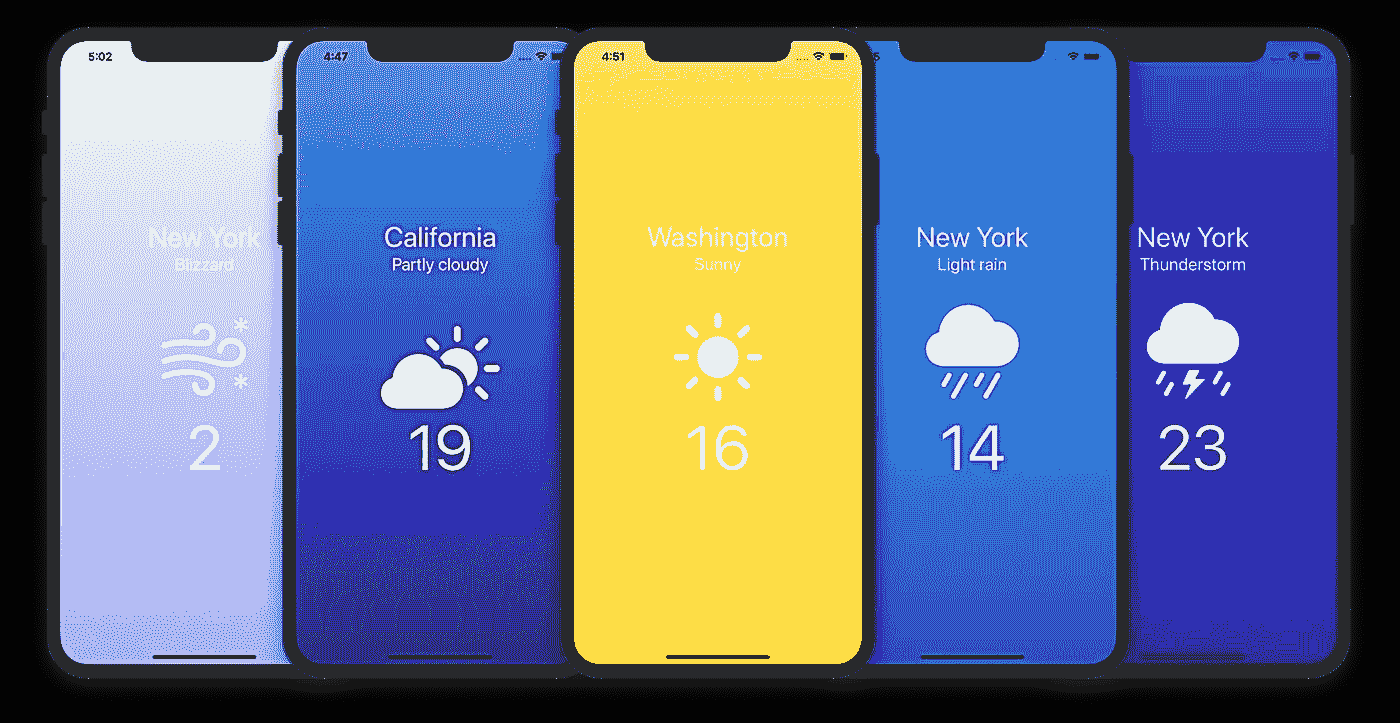 5:02
New York
Blizzard
2
4:47
California
Partly cloudy
19
4:51
Washington
Sunny
16
5
New York
Light rain
14
New York
Thunderstorm
23